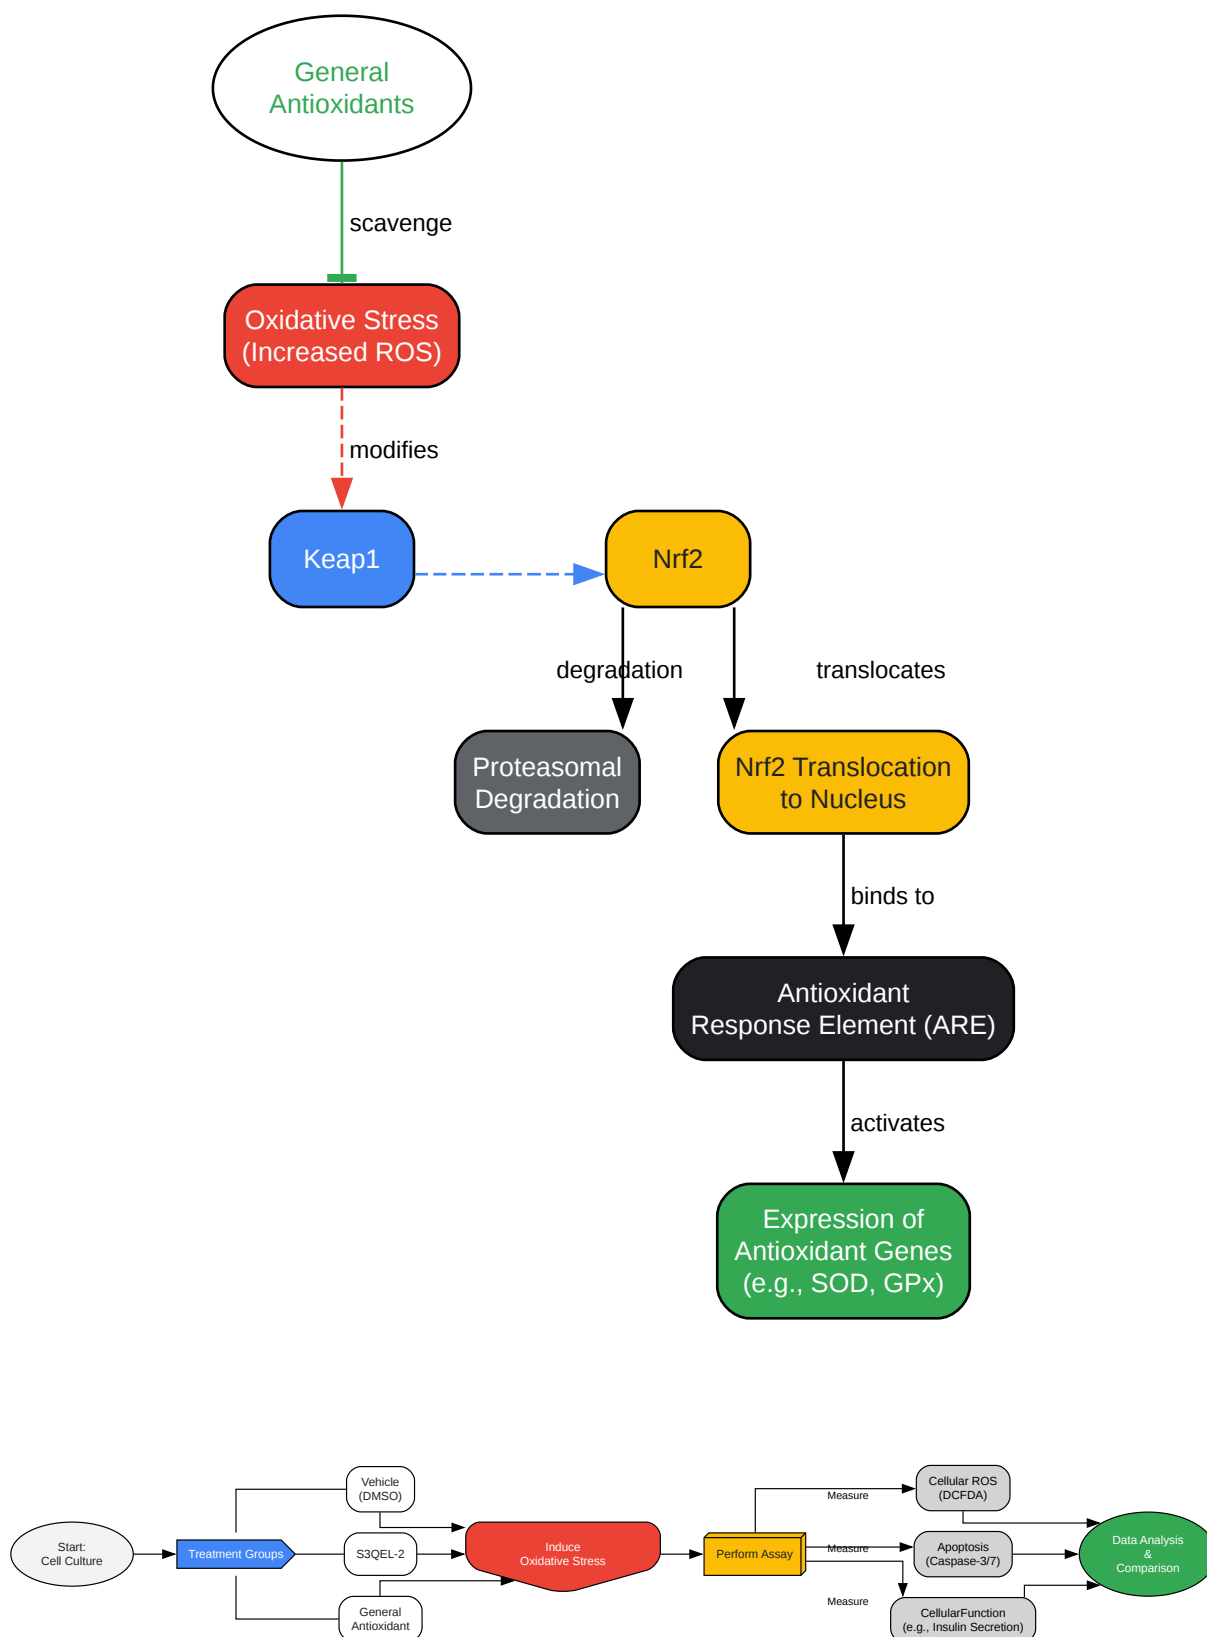 General
Antioxidants
scavenge
Oxidative Stress
(Increased ROS)
modifies
Keap1
Nrf2
degradation
translocates
Proteasomal
Degradation
Nrf2 Translocation
to Nucleus
binds to
Antioxidant
Response Element (ARE)
activates
Expression of
Antioxidant Genes
(e.g., SOD, GPx)
Start:
Cell Culture
Treatment Groups
Vehicle
(DMSO)
S3QEL-2
General
Antioxidant
Induce
Oxidative Stress
Perform Assay
Measure
Measure
Measure
Cellular ROS
(DCFDA)
Apoptosis
(Caspase-3/7)
CellularFunction
(e.g., Insulin Secretion)
Data Analysis
&
Comparison